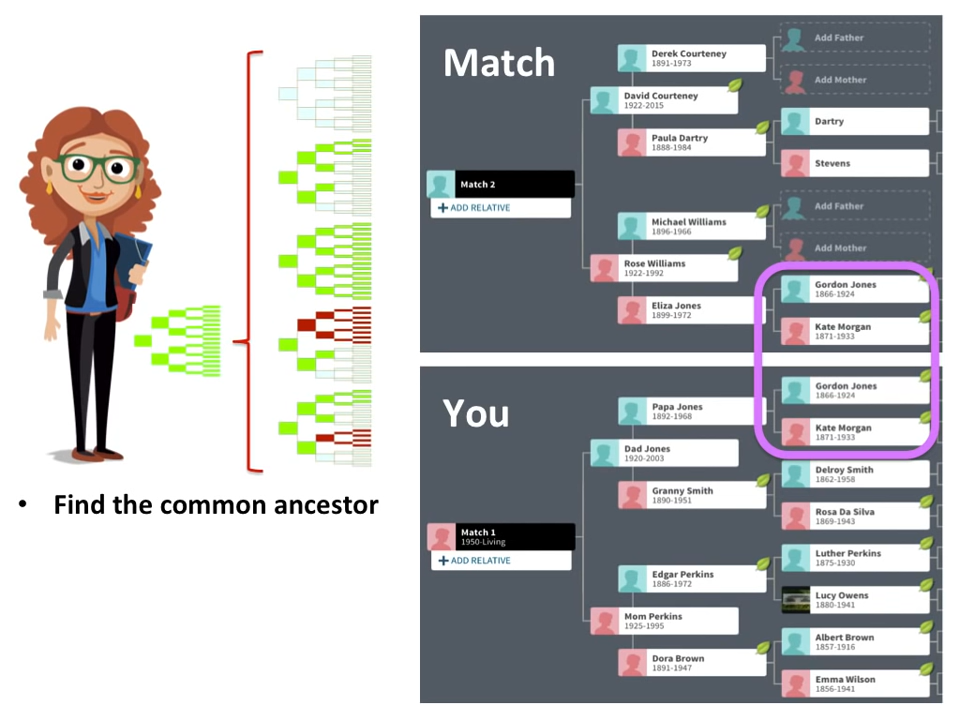 Match
Derek Courteney
1891-1973
Add Father
Add Mother
David Courteney
1922-2015
Paula Dartry
1888-1984
Dartry
Stevens
Match 2
+ ADD RELATIVE
Michael Williams
1896-1966
Add Father
Add Mother
Rose Williams
1922-1992
Eliza Jones
1899-1972
Gordon Jones
1866-1924
Kate Morgan
1871-1933
You
Papa Jones
1892-1968
Gordon Jones
1866-1924
Kate Morgan
1871-1933
Dad Jones
1920-2003
Granny Smith
1890-1951
Delroy Smith
1862-1958
Rosa Da Silva
1869-1943
Match 1
1950-Living
+ ADD RELATIVE
Edgar Perkins
1886-1972
Luther Perkins
1875-1930
Lucy Owens
1880-1941
Mom Perkins
1925-1995
Dora Brown
1891-1947
Albert Brown
1857-1916
Emma Wilson
1856-1941
• Find the common ancestor